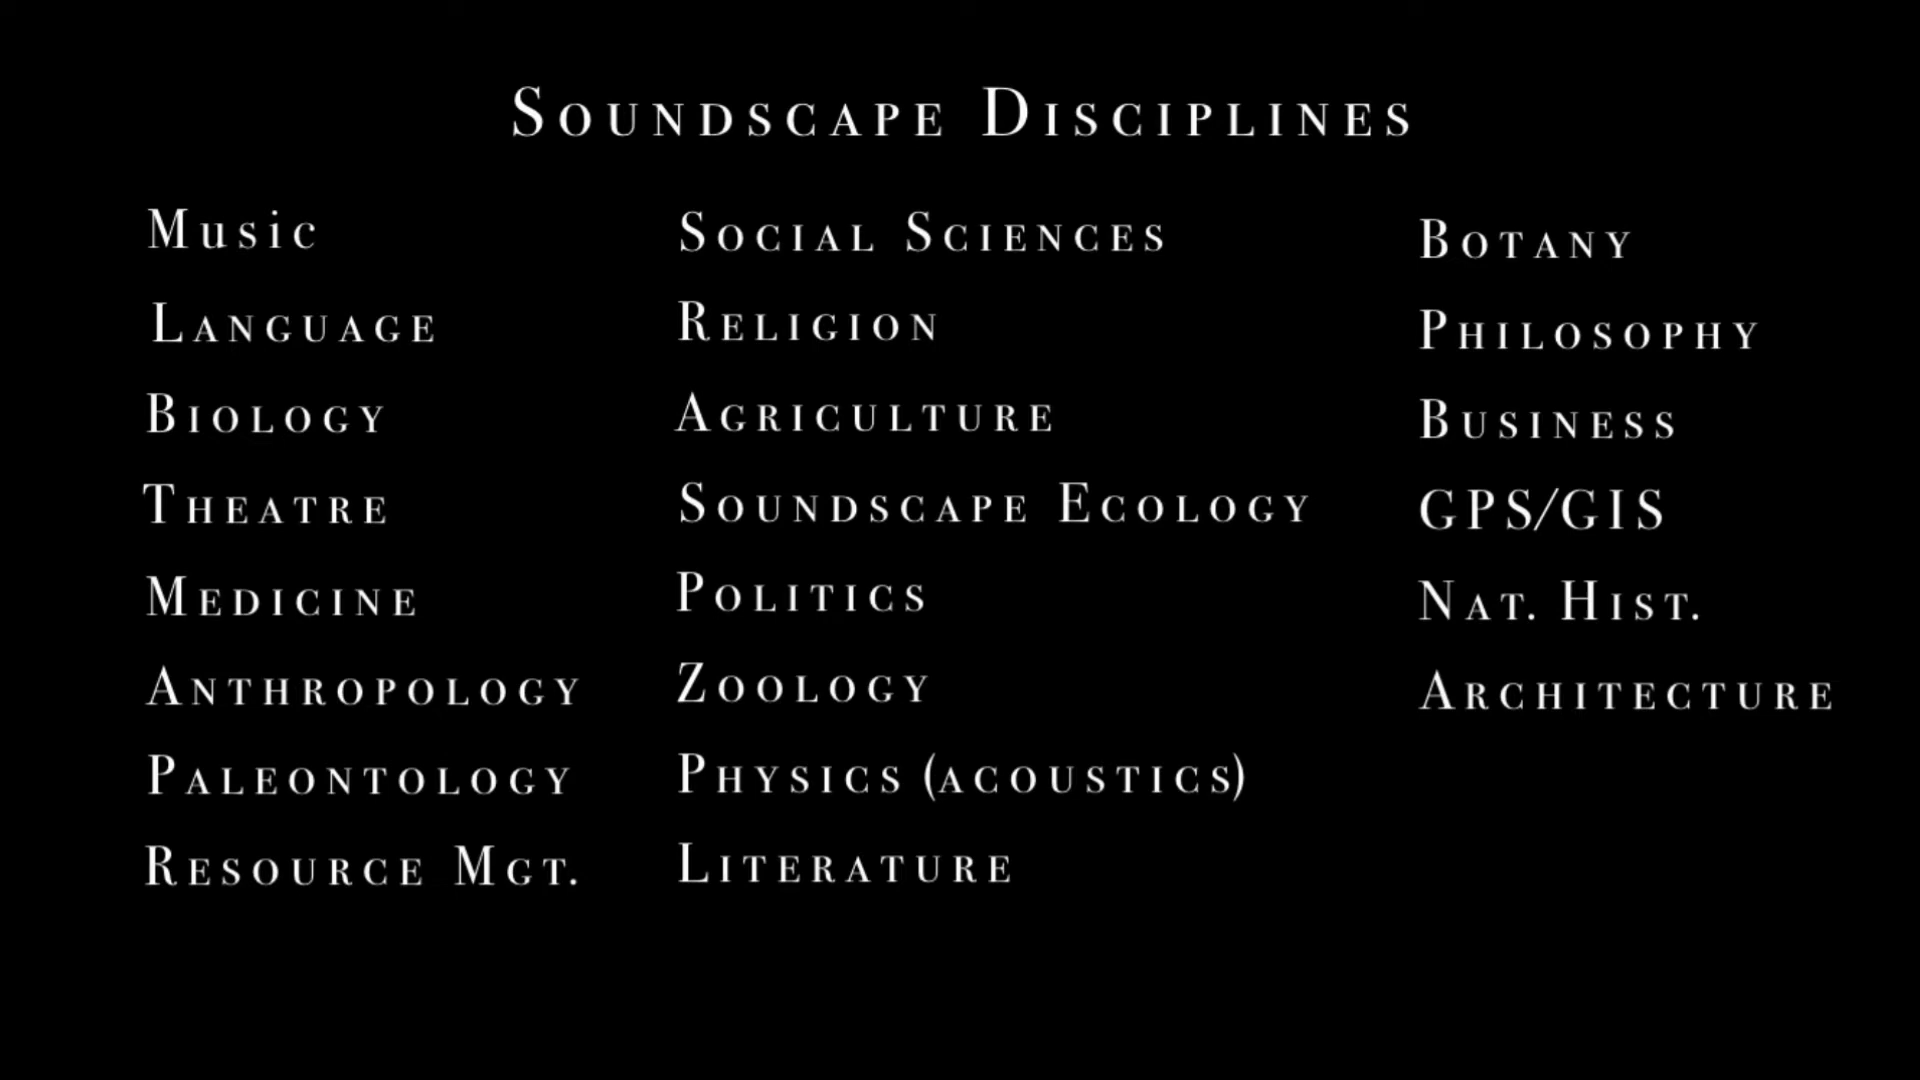 Soundscape Disciplines
Music
Language
Biology
Theatre
Medicine
Anthropology
Paleontology
Resource Mgt.
Social Sciences
Religion
Agriculture
Soundscape Ecology
Politics
Zoology
Physics (acoustics)
Literature
Botany
Philosophy
Business
GPS/GIS
Nat. Hist.
Architecture